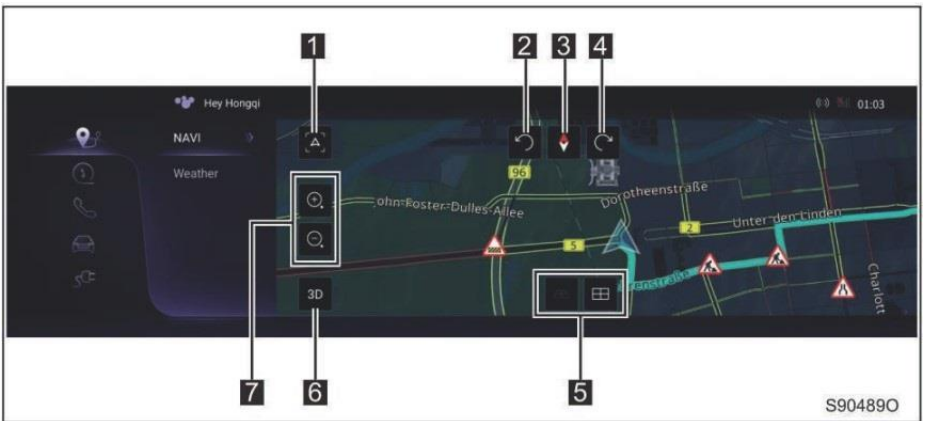 1 2 3 4
Hey Hongqi 01:03
NAVI
Weather
96
Dorotheenstraße
ohn-Foster-Dulles-Allee
Unter den Linden
2
5
renstraße
Charlott
3D
7 6 5
S90489O